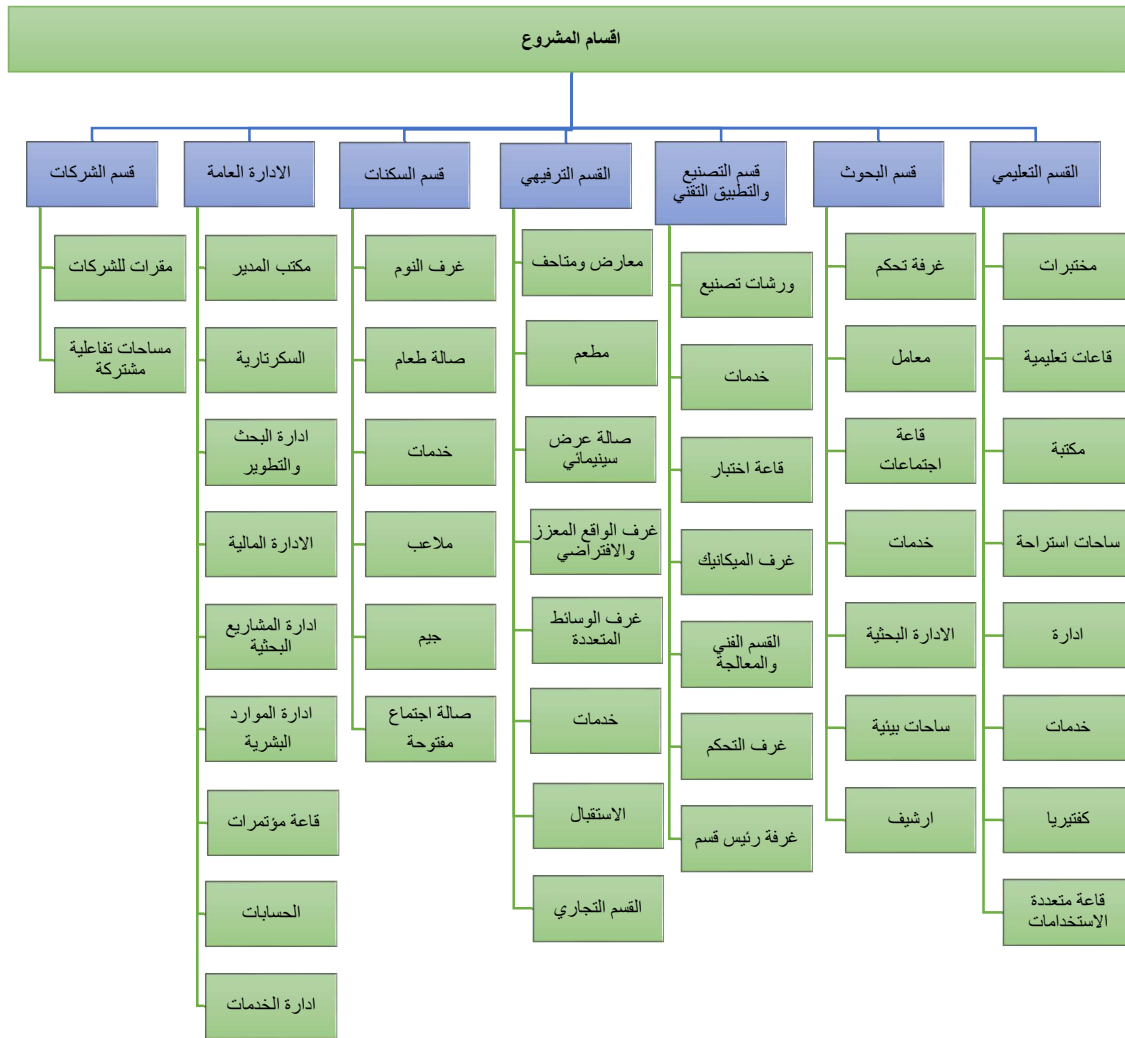 اقسام المشروع
القسم التعليمي
مختبرات
قاعات تعليمية
مكتبة
ساحات استراحة
ادارة
خدمات
كفتيريا
قاعة متعددة
الاستخدامات
قسم البحوث
غرفة تحكم
معامل
قاعة
اجتماعات
خدمات
الادارة البحثية
ساحات بيئية
ارشيف
قسم التصنيع
والتطبيق التقني
ورشات تصنيع
خدمات
قاعة اختبار
غرف الميكانيك
القسم الفني
والمعالجة
غرف التحكم
غرفة رئيس قسم
القسم الترفيهي
معارض ومتاحف
مطعم
صالة عرض
سينيمائي
غرف الواقع المعزز
والافتراضي
غرف الوسائط
المتعددة
خدمات
الاستقبال
القسم التجاري
قسم السكنات
غرف النوم
صالة طعام
خدمات
ملاعب
جيم
صالة اجتماع
مفتوحة
الادارة العامة
مكتب المدير
السكرتارية
ادارة البحث
والتطوير
الادارة المالية
ادارة المشاريع
البحثية
ادارة الموارد
البشرية
قاعة مؤتمرات
الحسابات
ادارة الخدمات
قسم الشركات
مقرات للشركات
مساحات تفاعلية
مشتركة